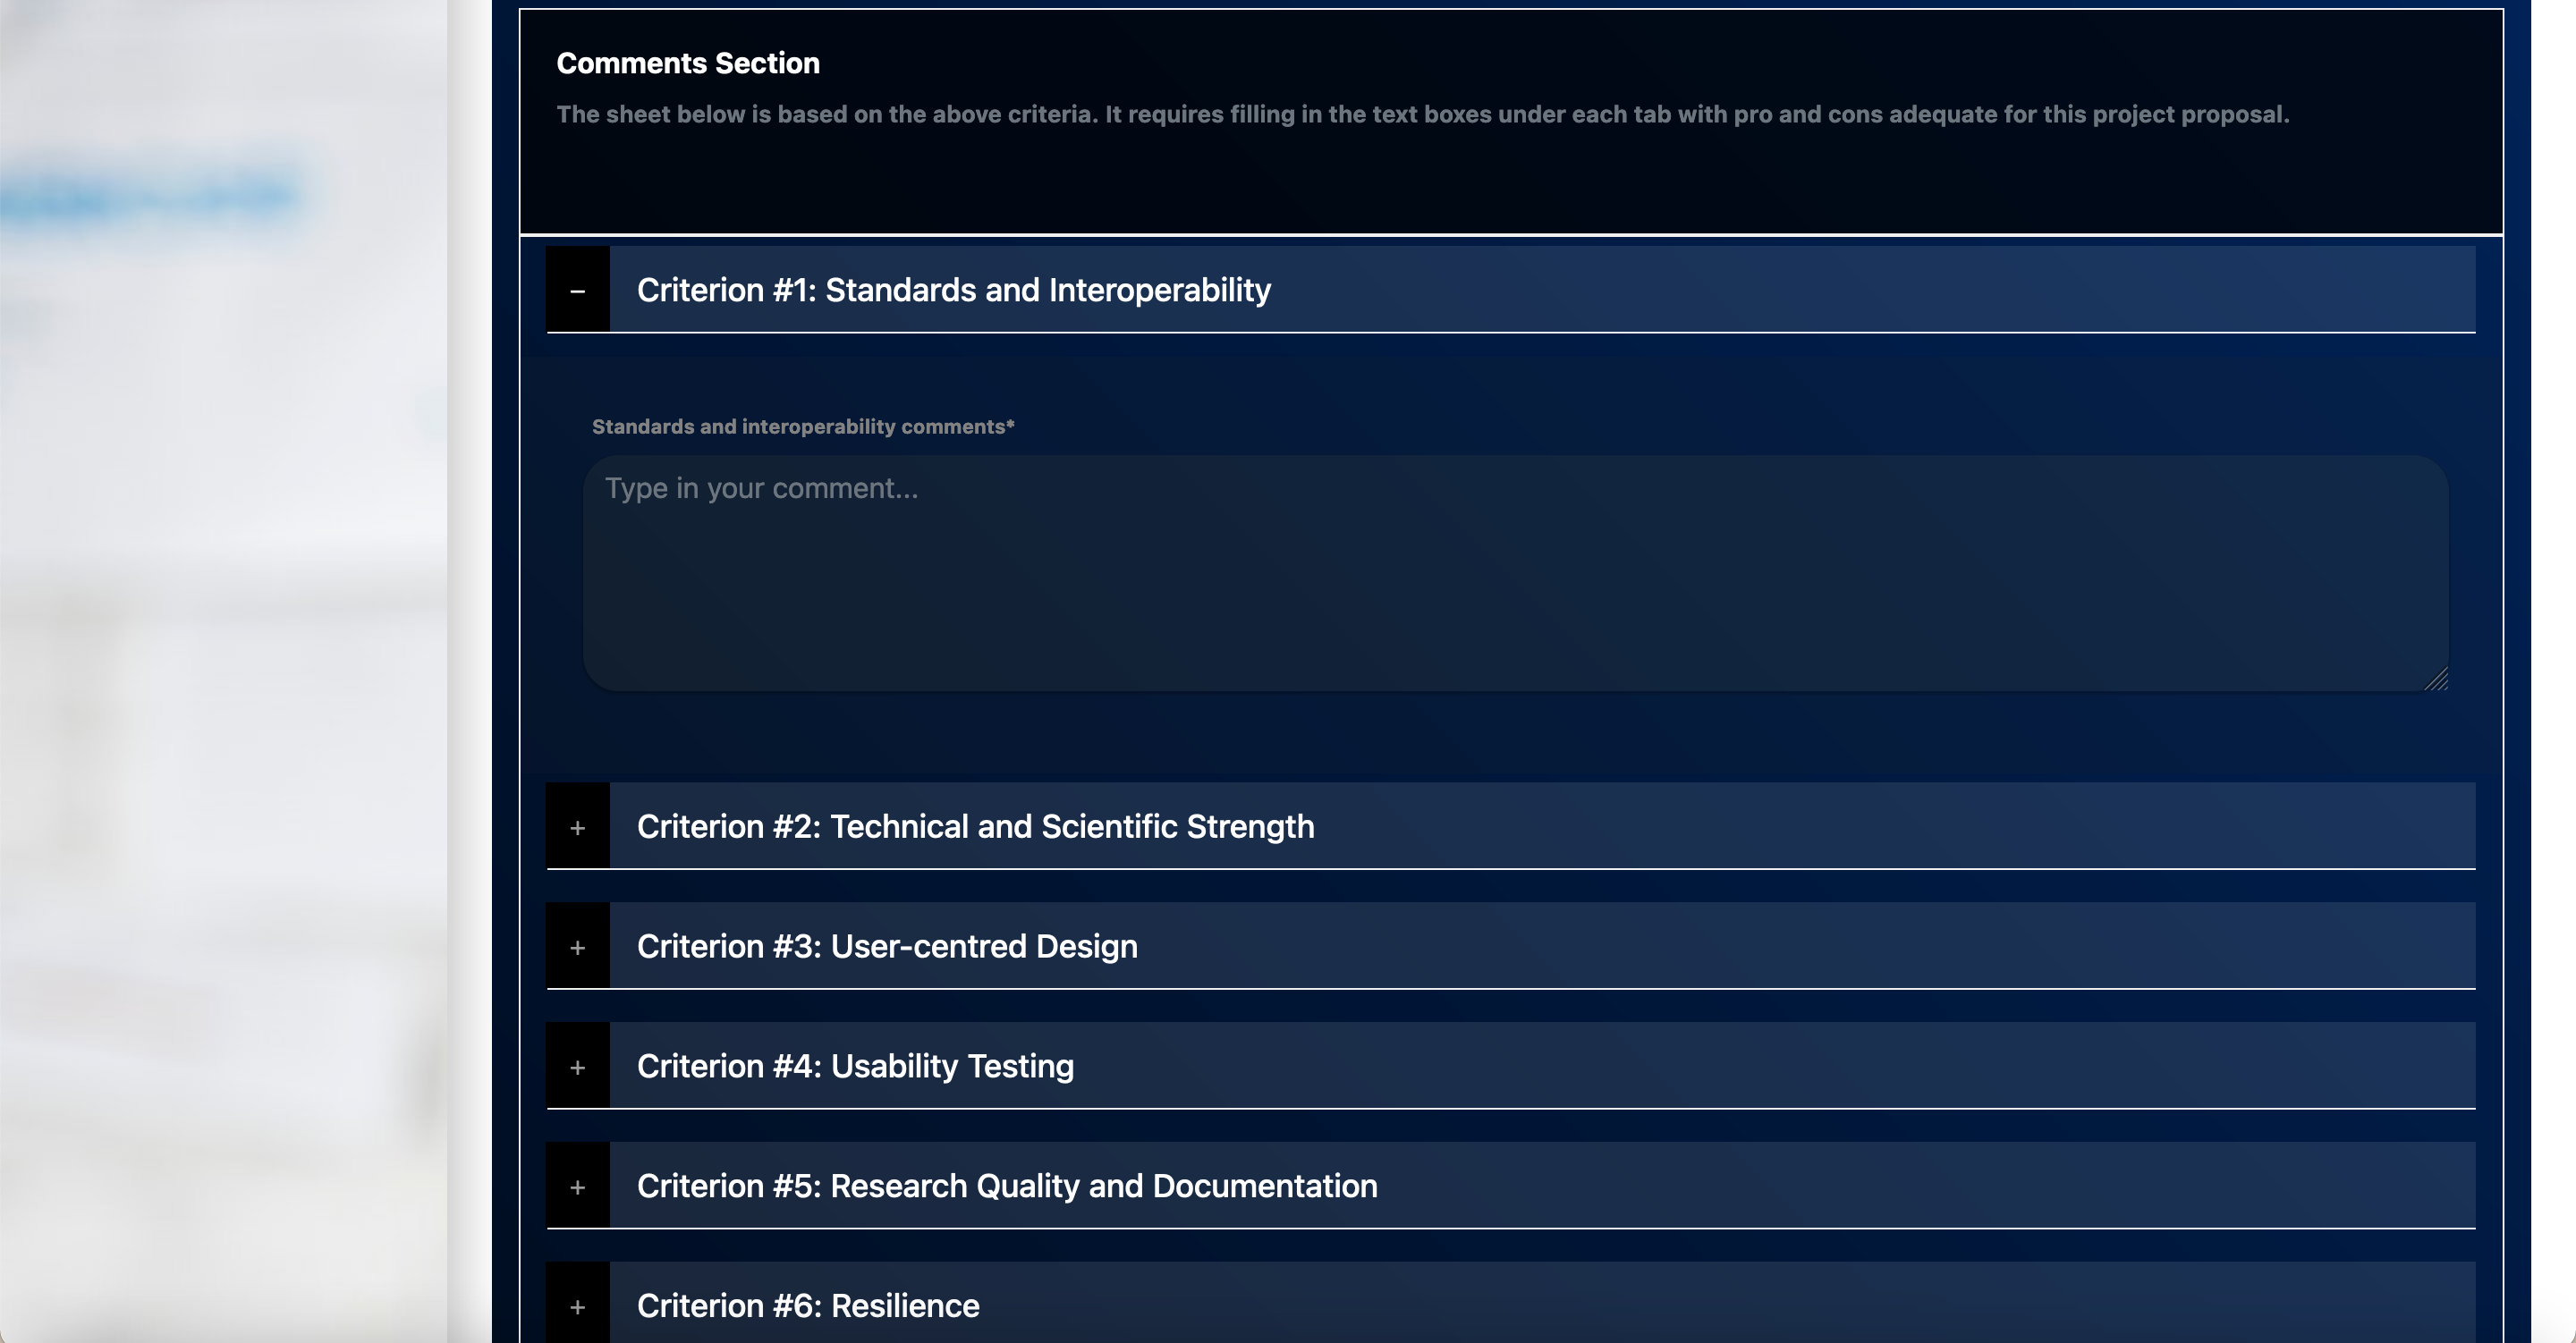 Comments Section
The sheet below is based on the above criteria. It requires filling in the text boxes under each tab with pro and cons adequate for this project proposal.
− Criterion #1: Standards and Interoperability
Standards and interoperability comments*
Type in your comment...
+ Criterion #2: Technical and Scientific Strength
+ Criterion #3: User-centred Design
+ Criterion #4: Usability Testing
+ Criterion #5: Research Quality and Documentation
+ Criterion #6: Resilience